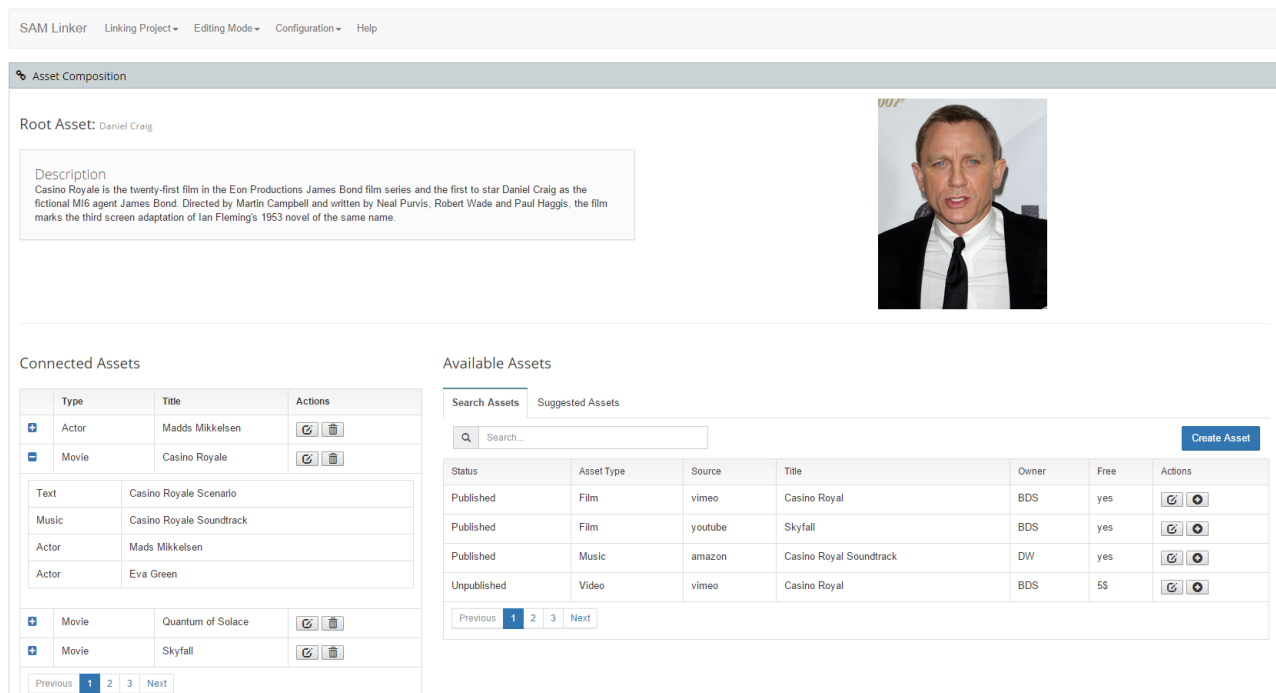 SAM Linker Linking Project Editing Mode Configuration Help
Asset Composition
Root Asset: Daniel Craig
007
Description
Casino Royale is the twenty-first film in the Eon Productions James Bond film series and the first to star Daniel Craig as the
fictional MI6 agent James Bond. Directed by Martin Campbell and written by Neal Purvis, Robert Wade and Paul Haggis, the film
marks the third screen adaptation of Ian Fleming's 1953 novel of the same name.
Connected Assets
Type Title Actions
Actor Madds Mikkelsen
Movie Casino Royale
Text Casino Royale Scenario
Music Casino Royale Soundtrack
Actor Mads Mikkelsen
Actor Eva Green
Movie Quantum of Solace
Movie Skyfall
Previous 1 2 3 Next
Available Assets
Search Assets Suggested Assets
Search... Create Asset
Status Asset Type Source Title Owner Free Actions
Published Film vimeo Casino Royal BDS yes
Published Film youtube Skyfall BDS yes
Published Music amazon Casino Royal Soundtrack DW yes
Unpublished Video vimeo Casino Royal BDS 5$
Previous 1 2 3 Next